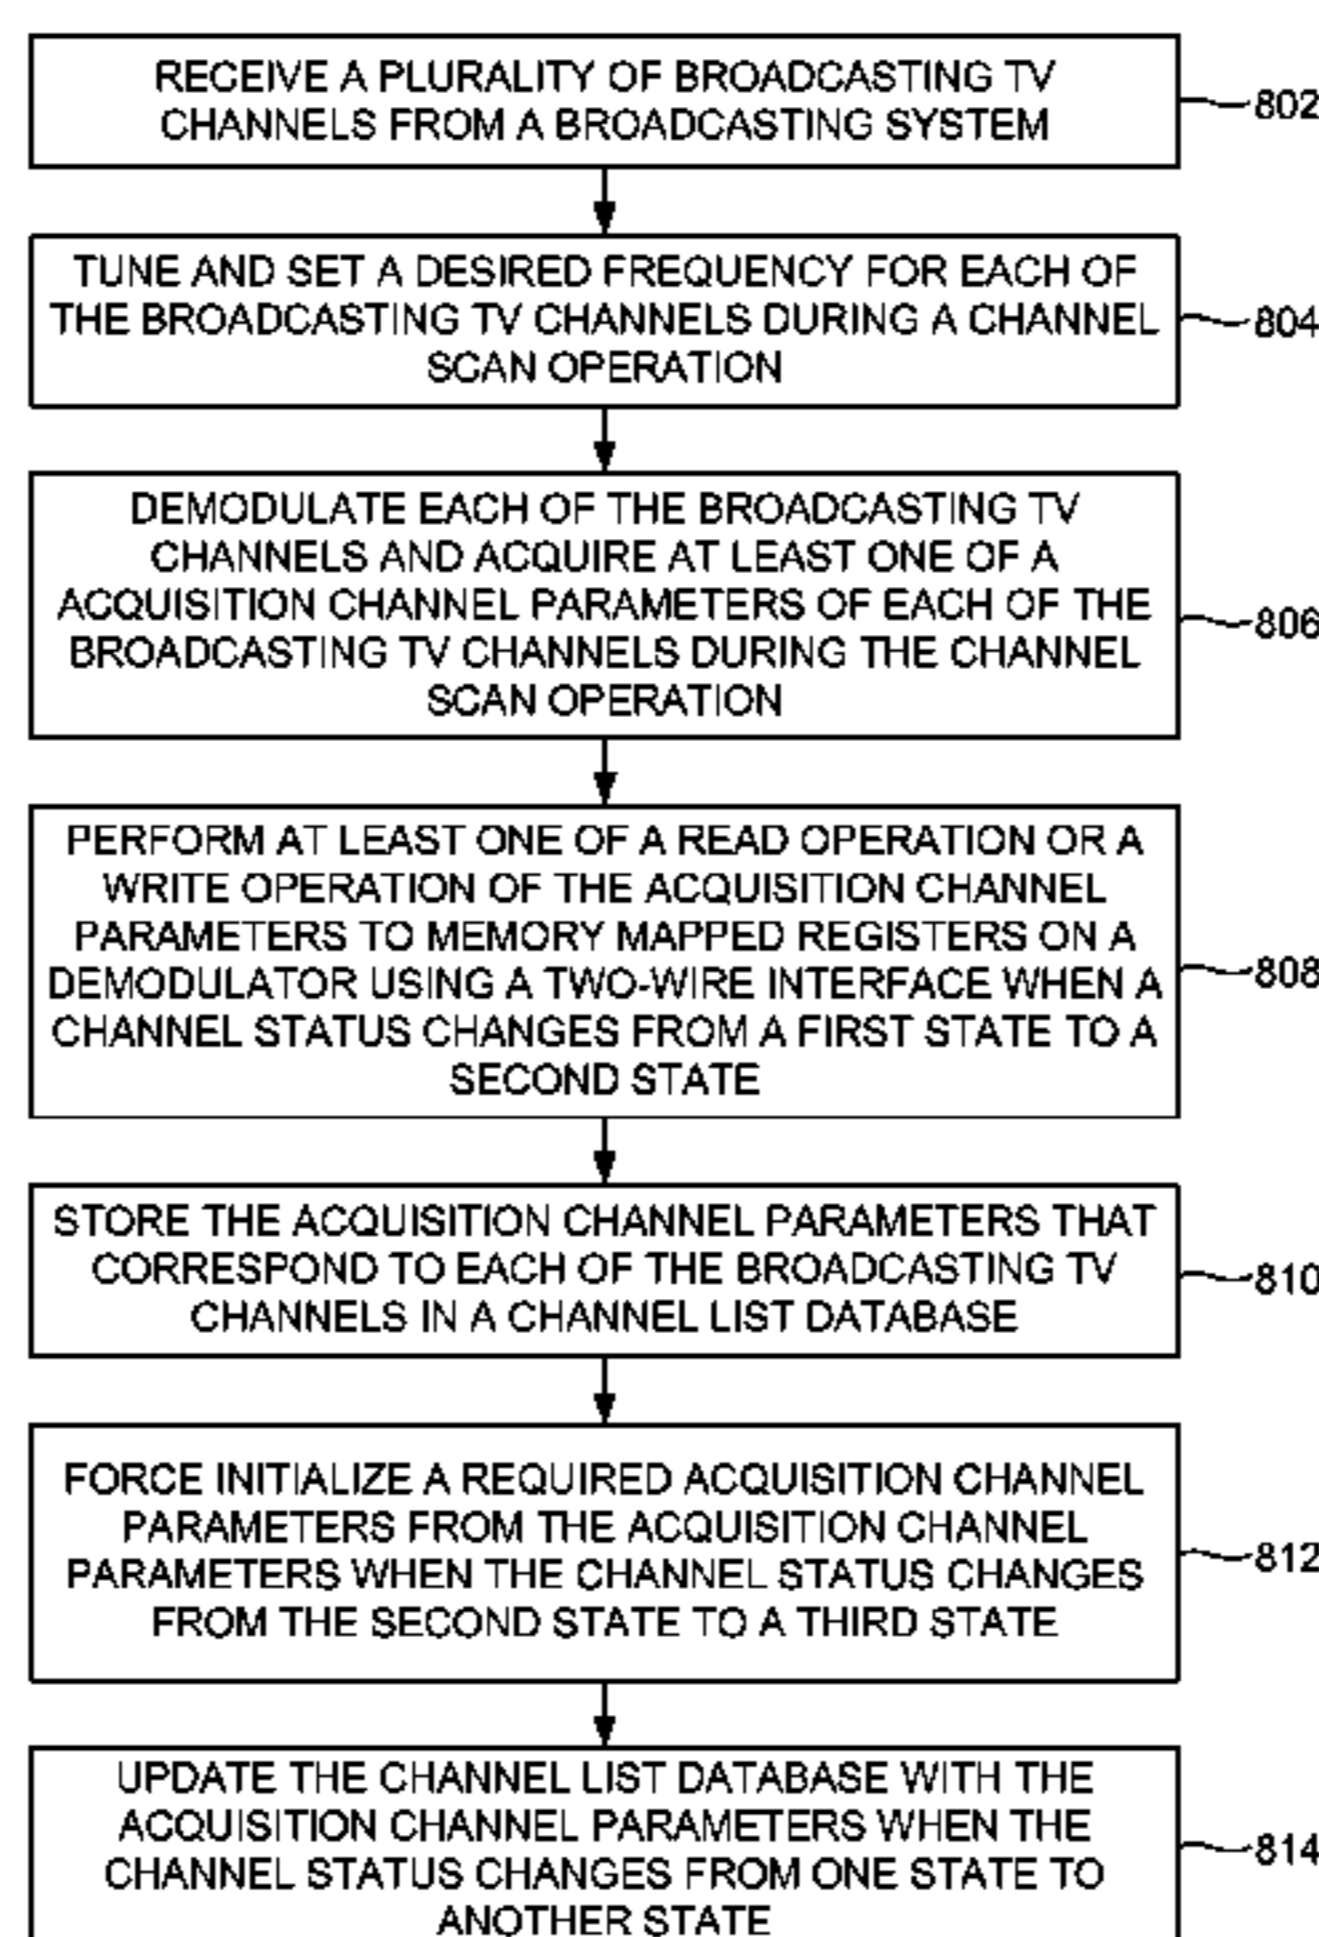 RECEIVE A PLURALITY OF BROADCASTING TV
CHANNELS FROM A BROADCASTING SYSTEM
802
TUNE AND SET A DESIRED FREQUENCY FOR EACH OF
THE BROADCASTING TV CHANNELS DURING A CHANNEL
SCAN OPERATION
804
DEMODULATE EACH OF THE BROADCASTING TV
CHANNELS AND ACQUIRE AT LEAST ONE OF A
ACQUISITION CHANNEL PARAMETERS OF EACH OF THE
BROADCASTING TV CHANNELS DURING THE CHANNEL
SCAN OPERATION
806
PERFORM AT LEAST ONE OF A READ OPERATION OR A
WRITE OPERATION OF THE ACQUISITION CHANNEL
PARAMETERS TO MEMORY MAPPED REGISTERS ON A
DEMODULATOR USING A TWO-WIRE INTERFACE WHEN A
CHANNEL STATUS CHANGES FROM A FIRST STATE TO A
SECOND STATE
808
STORE THE ACQUISITION CHANNEL PARAMETERS THAT
CORRESPOND TO EACH OF THE BROADCASTING TV
CHANNELS IN A CHANNEL LIST DATABASE
810
FORCE INITIALIZE A REQUIRED ACQUISITION CHANNEL
PARAMETERS FROM THE ACQUISITION CHANNEL
PARAMETERS WHEN THE CHANNEL STATUS CHANGES
FROM THE SECOND STATE TO A THIRD STATE
812
UPDATE THE CHANNEL LIST DATABASE WITH THE
ACQUISITION CHANNEL PARAMETERS WHEN THE
CHANNEL STATUS CHANGES FROM ONE STATE TO
ANOTHER STATE
814